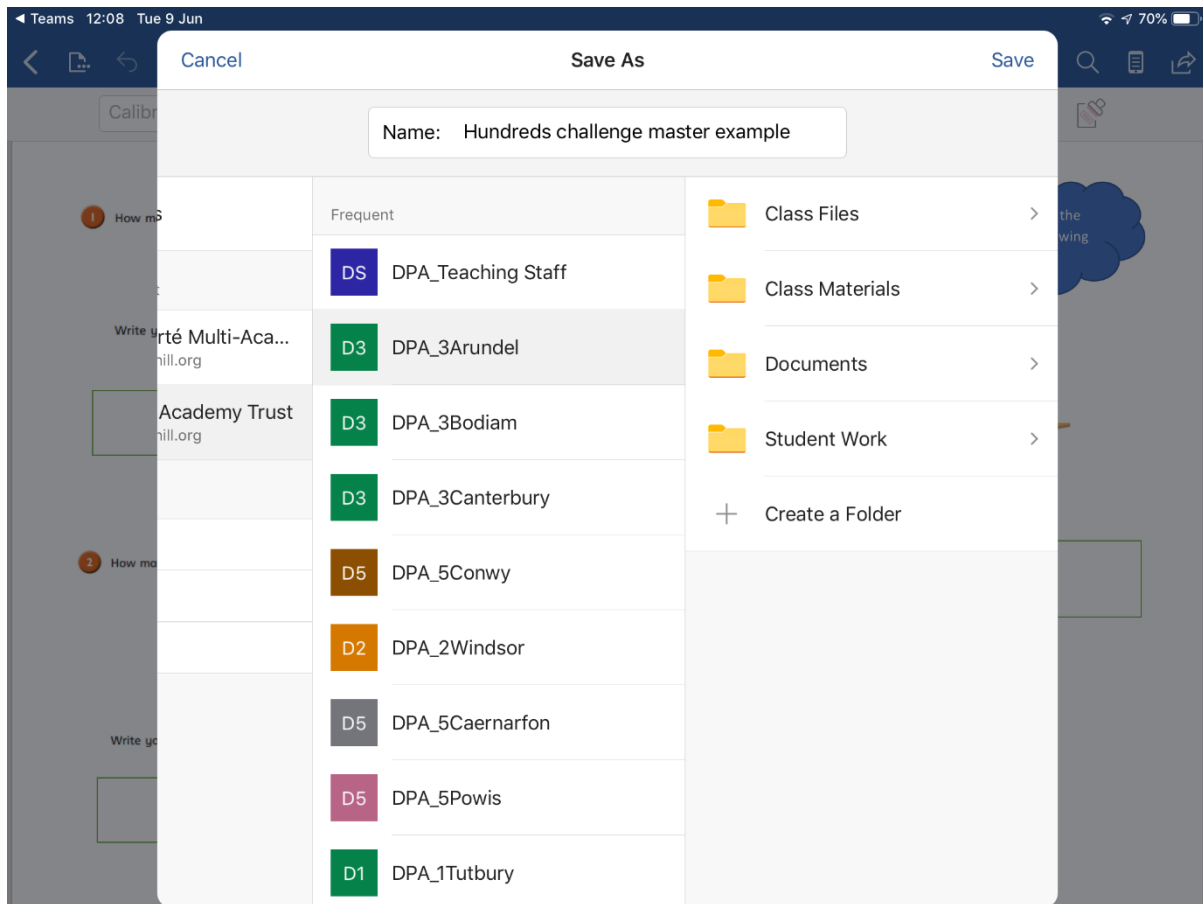 Teams 12:08 Tue 9 Jun 70%
Cancel Save As Save
Calibr
Name: Hundreds challenge master example
s
Frequent
DS DPA_Teaching Staff
D3 DPA_3Arundel
D3 DPA_3Bodiam
D3 DPA_3Canterbury
D5 DPA_5Conwy
D2 DPA_2Windsor
D5 DPA_5Caernarfon
D5 DPA_5Powis
D1 DPA_1Tutbury
rté Multi-Aca...
hill.org
Academy Trust
hill.org
Class Files
Class Materials
Documents
Student Work
Create a Folder
1 How m
Write y
2 How ma
Write yo
the
wing